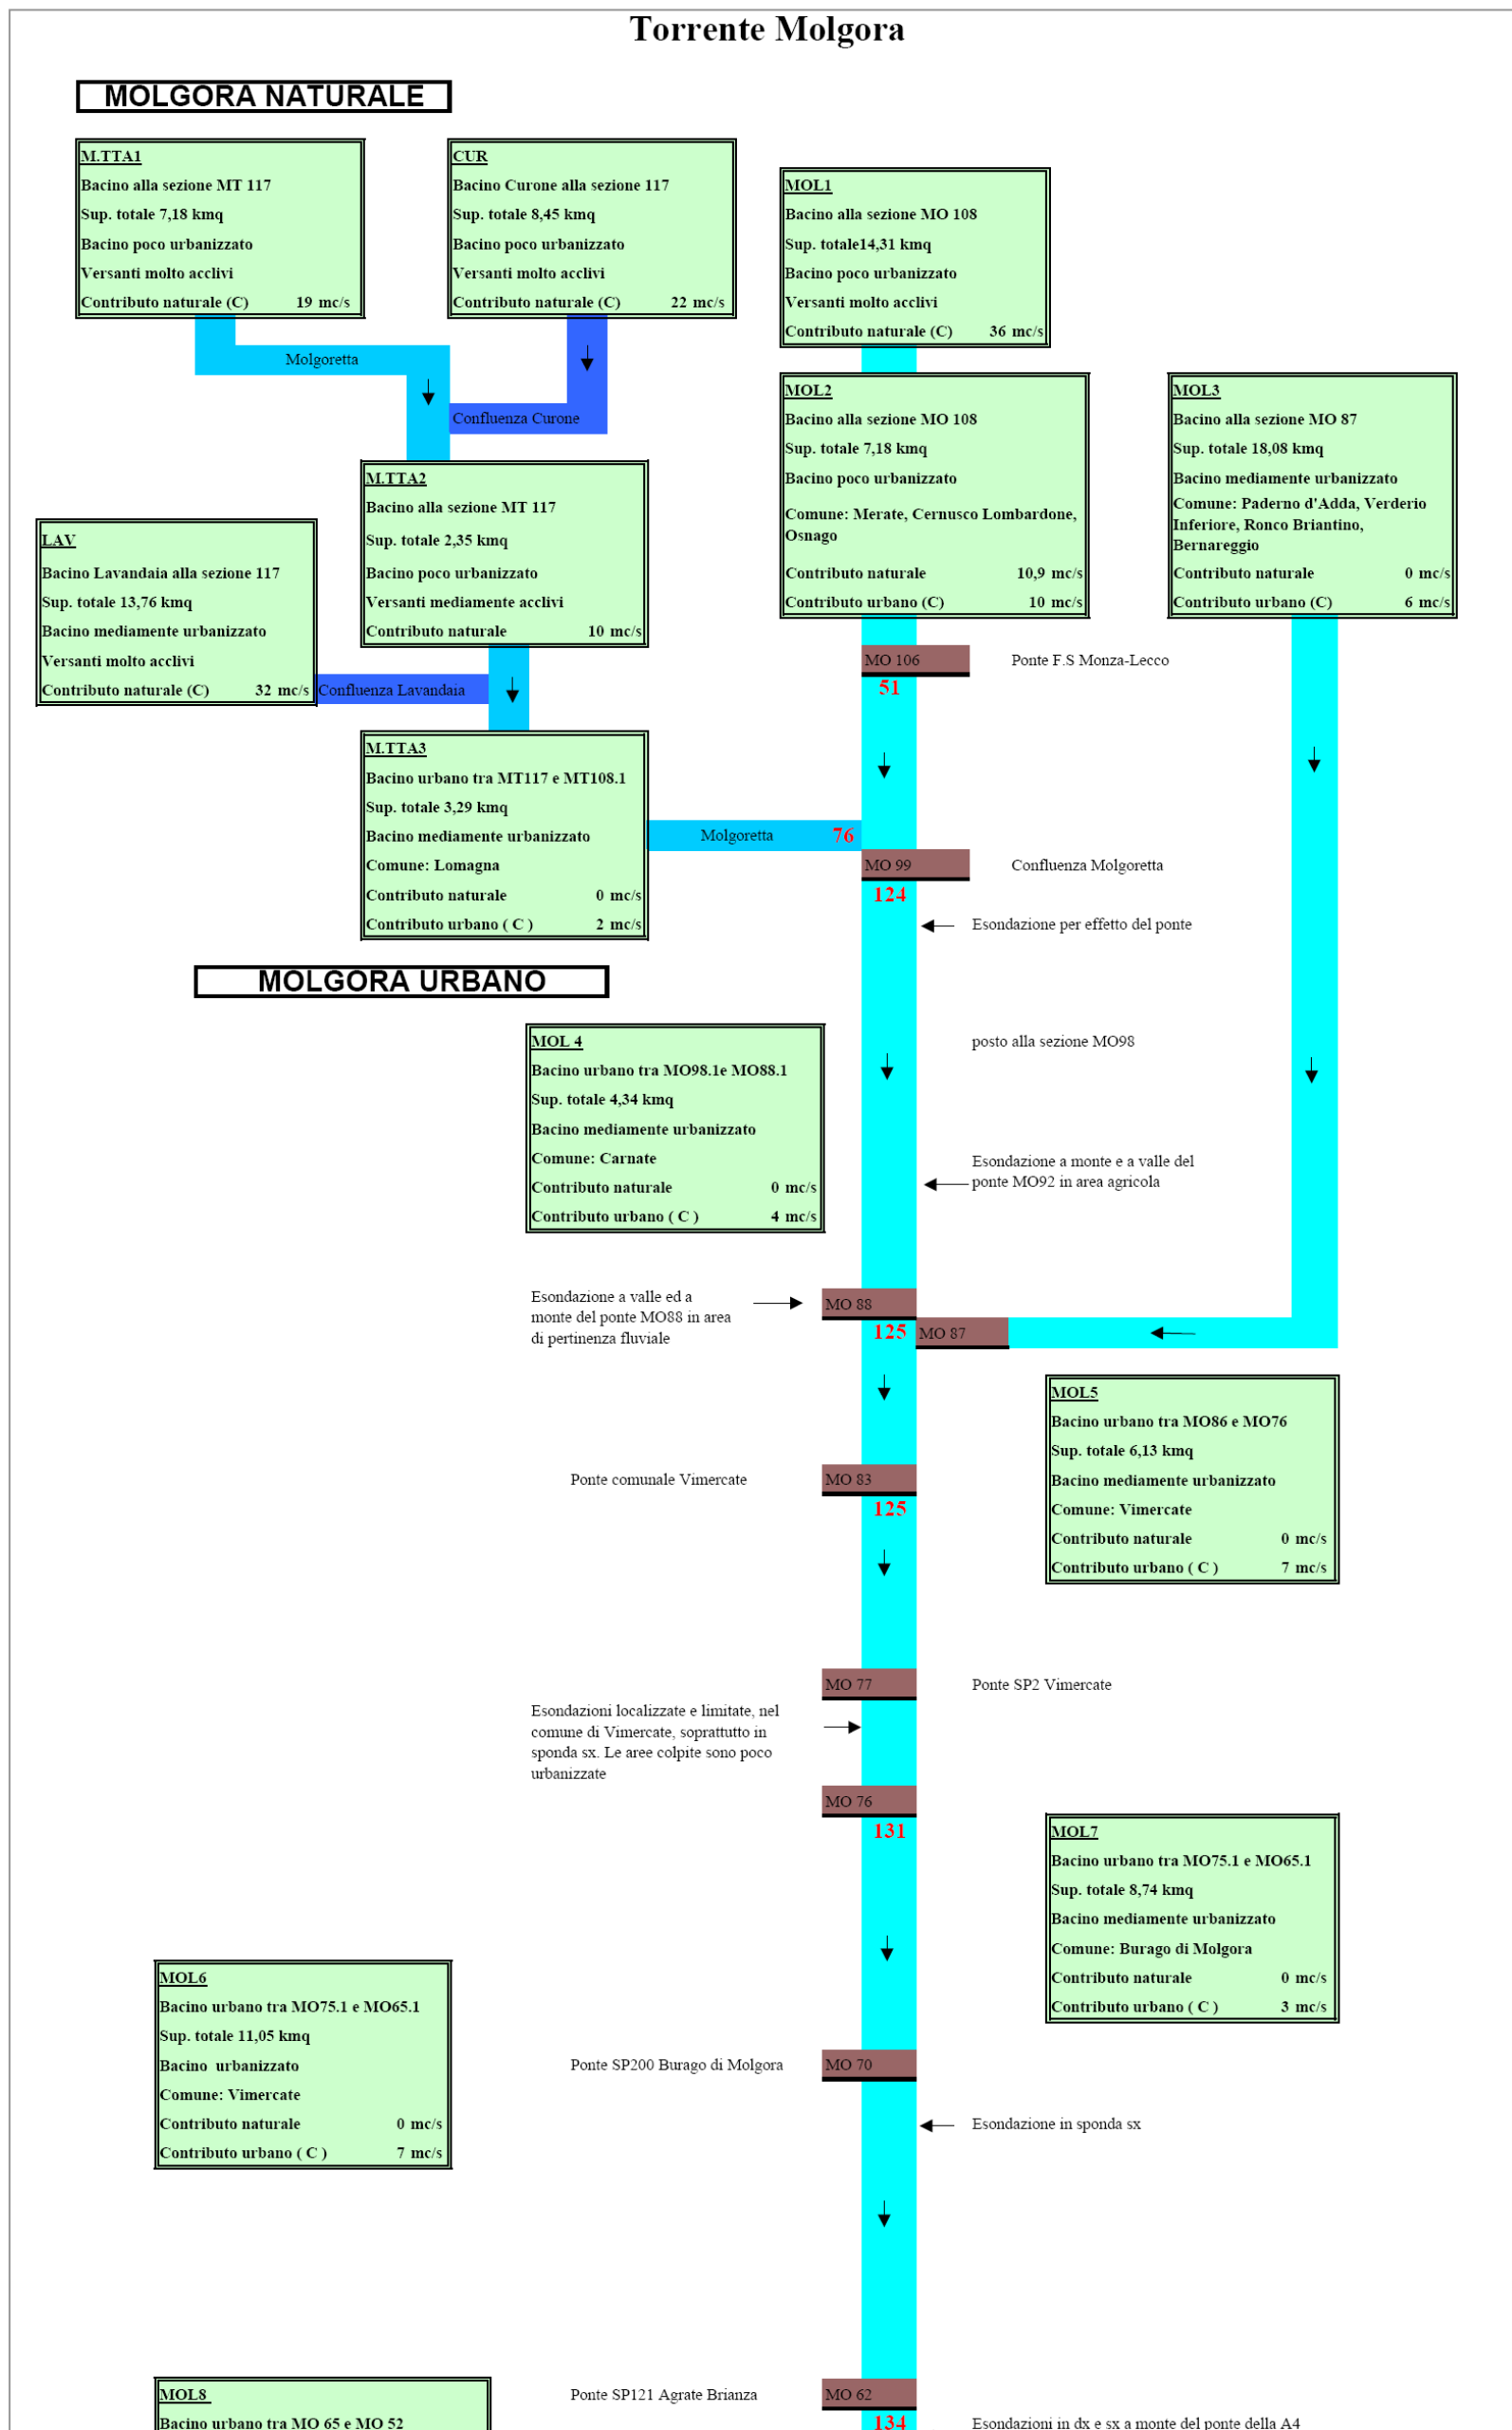 Torrente Molgora
MOLGORA NATURALE
M.TTA1
Bacino alla sezione MT 117
Sup. totale 7,18 kmq
Bacino poco urbanizzato
Versanti molto acclivi
Contributo naturale (C) 19 mc/s
CUR
Bacino Curone alla sezione 117
Sup. totale 8,45 kmq
Bacino poco urbanizzato
Versanti molto acclivi
Contributo naturale (C) 22 mc/s
MOL1
Bacino alla sezione MO 108
Sup. totale14,31 kmq
Bacino poco urbanizzato
Versanti molto acclivi
Contributo naturale (C) 36 mc/s
Molgoretta
Confluenza Curone
MOL2
Bacino alla sezione MO 108
Sup. totale 7,18 kmq
Bacino poco urbanizzato
Comune: Merate, Cernusco Lombardone,
Osnago
Contributo naturale 10,9 mc/s
Contributo urbano (C) 10 mc/s
MOL3
Bacino alla sezione MO 87
Sup. totale 18,08 kmq
Bacino mediamente urbanizzato
Comune: Paderno d'Adda, Verderio
Inferiore, Ronco Briantino,
Bernareggio
Contributo naturale 0 mc/s
Contributo urbano (C) 6 mc/s
M.TTA2
Bacino alla sezione MT 117
Sup. totale 2,35 kmq
Bacino poco urbanizzato
Versanti mediamente acclivi
Contributo naturale 10 mc/s
LAV
Bacino Lavandaia alla sezione 117
Sup. totale 13,76 kmq
Bacino mediamente urbanizzato
Versanti molto acclivi
Contributo naturale (C) 32 mc/s
Confluenza Lavandaia
MO 106
Ponte F.S Monza-Lecco
51
M.TTA3
Bacino urbano tra MT117 e MT108.1
Sup. totale 3,29 kmq
Bacino mediamente urbanizzato
Comune: Lomagna
Contributo naturale 0 mc/s
Contributo urbano ( C ) 2 mc/s
Molgoretta 76
MO 99
Confluenza Molgoretta
124
Esondazione per effetto del ponte
MOLGORA URBANO
MOL 4
Bacino urbano tra MO98.1e MO88.1
Sup. totale 4,34 kmq
Bacino mediamente urbanizzato
Comune: Carnate
Contributo naturale 0 mc/s
Contributo urbano ( C ) 4 mc/s
posto alla sezione MO98
Esondazione a monte e a valle del
ponte MO92 in area agricola
Esondazione a valle ed a
monte del ponte MO88 in area
di pertinenza fluviale
MO 88
125
MO 87
MOL5
Bacino urbano tra MO86 e MO76
Sup. totale 6,13 kmq
Bacino mediamente urbanizzato
Comune: Vimercate
Contributo naturale 0 mc/s
Contributo urbano ( C ) 7 mc/s
Ponte comunale Vimercate
MO 83
125
MO 77
Ponte SP2 Vimercate
Esondazioni localizzate e limitate, nel
comune di Vimercate, soprattutto in
sponda sx. Le aree colpite sono poco
urbanizzate
MO 76
131
MOL7
Bacino urbano tra MO75.1 e MO65.1
Sup. totale 8,74 kmq
Bacino mediamente urbanizzato
Comune: Burago di Molgora
Contributo naturale 0 mc/s
Contributo urbano ( C ) 3 mc/s
MOL6
Bacino urbano tra MO75.1 e MO65.1
Sup. totale 11,05 kmq
Bacino urbanizzato
Comune: Vimercate
Contributo naturale 0 mc/s
Contributo urbano ( C ) 7 mc/s
Ponte SP200 Burago di Molgora
MO 70
Esondazione in sponda sx
MOL8
Bacino urbano tra MO 65 e MO 52
Ponte SP121 Agrate Brianza
MO 62
134
Esondazioni in dx e sx a monte del ponte della A4